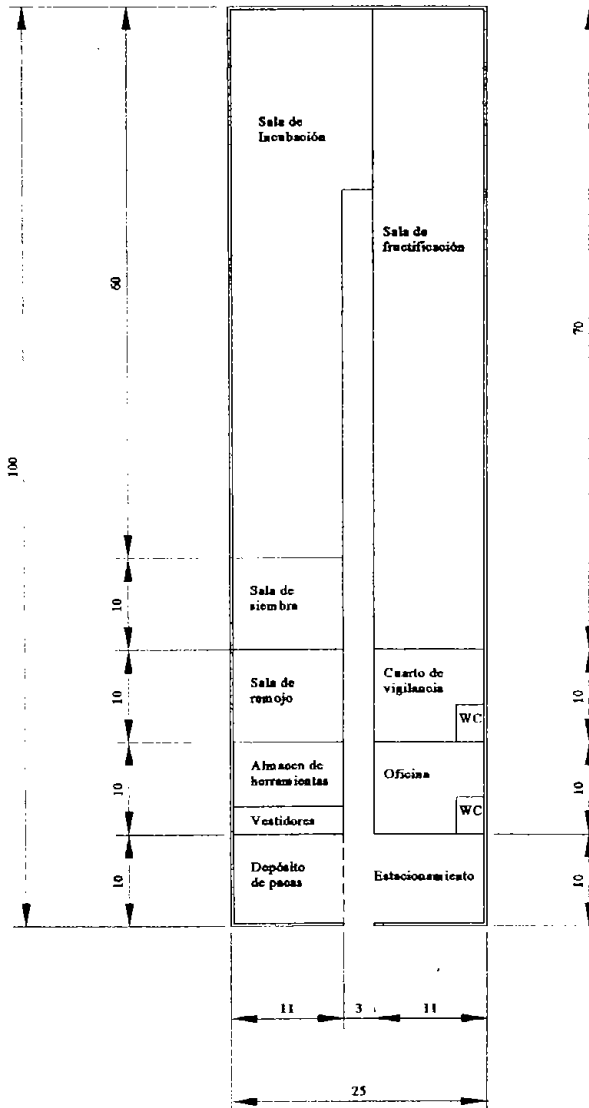 Sala de
Incubación
Sala de
fructificación
60
70
100
Sala de
siembra
10
Sala de
remojo
10
Cuarto de
vigilancia
WC
10
Almacen de
herramientas
10
Oficina
WC
10
Vestidores
Depósito
de pacas
10
Estacionamiento
10
11
3
11
25